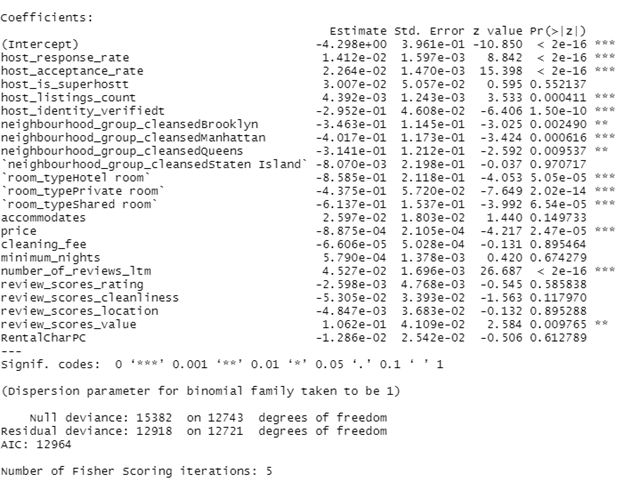 Coefficients:
Estimate Std. Error z value Pr(>|z|)
(Intercept) -4.298e+00 3.961e-01 -10.850 < 2e-16 ***
host_response_rate 1.412e-02 1.597e-03 8.842 < 2e-16 ***
host_acceptance_rate 2.264e-02 1.470e-03 15.398 < 2e-16 ***
host_is_superhostt 3.007e-02 5.057e-02 0.595 0.552137
host_listings_count 4.392e-03 1.243e-03 3.533 0.000411 ***
host_identity_verifiedt -2.952e-01 4.608e-02 -6.406 1.50e-10 ***
neighbourhood_group_cleansedBrooklyn -3.463e-01 1.145e-01 -3.025 0.002490 **
neighbourhood_group_cleansedManhattan -4.017e-01 1.173e-01 -3.424 0.000616 ***
neighbourhood_group_cleansedQueens -3.141e-01 1.212e-01 -2.592 0.009537 **
`neighbourhood_group_cleansedStaten Island` -8.070e-03 2.198e-01 -0.037 0.970717
`room_typeHotel room` -8.585e-01 2.118e-01 -4.053 5.05e-05 ***
`room_typePrivate room` -4.375e-01 5.720e-02 -7.649 2.02e-14 ***
`room_typeShared room` -6.137e-01 1.537e-01 -3.992 6.54e-05 ***
accommodates 2.597e-02 1.803e-02 1.440 0.149733
price -8.875e-04 2.105e-04 -4.217 2.47e-05 ***
cleaning_fee -6.606e-05 5.028e-04 -0.131 0.895464
minimum_nights 5.790e-04 1.378e-03 0.420 0.674279
number_of_reviews_ltm 4.527e-02 1.696e-03 26.687 < 2e-16 ***
review_scores_rating -2.598e-03 4.768e-03 -0.545 0.585838
review_scores_cleanliness -5.305e-02 3.393e-02 -1.563 0.117970
review_scores_location -4.847e-03 3.683e-02 -0.132 0.895288
review_scores_value 1.062e-01 4.109e-02 2.584 0.009765 **
RentalCharPC -1.286e-02 2.542e-02 -0.506 0.612789
---
Signif. codes: 0 ‘***’ 0.001 ‘**’ 0.01 ‘*’ 0.05 ‘.’ 0.1 ‘ ’ 1
(Dispersion parameter for binomial family taken to be 1)
Null deviance: 15382 on 12743 degrees of freedom
Residual deviance: 12918 on 12721 degrees of freedom
AIC: 12964
Number of Fisher Scoring iterations: 5